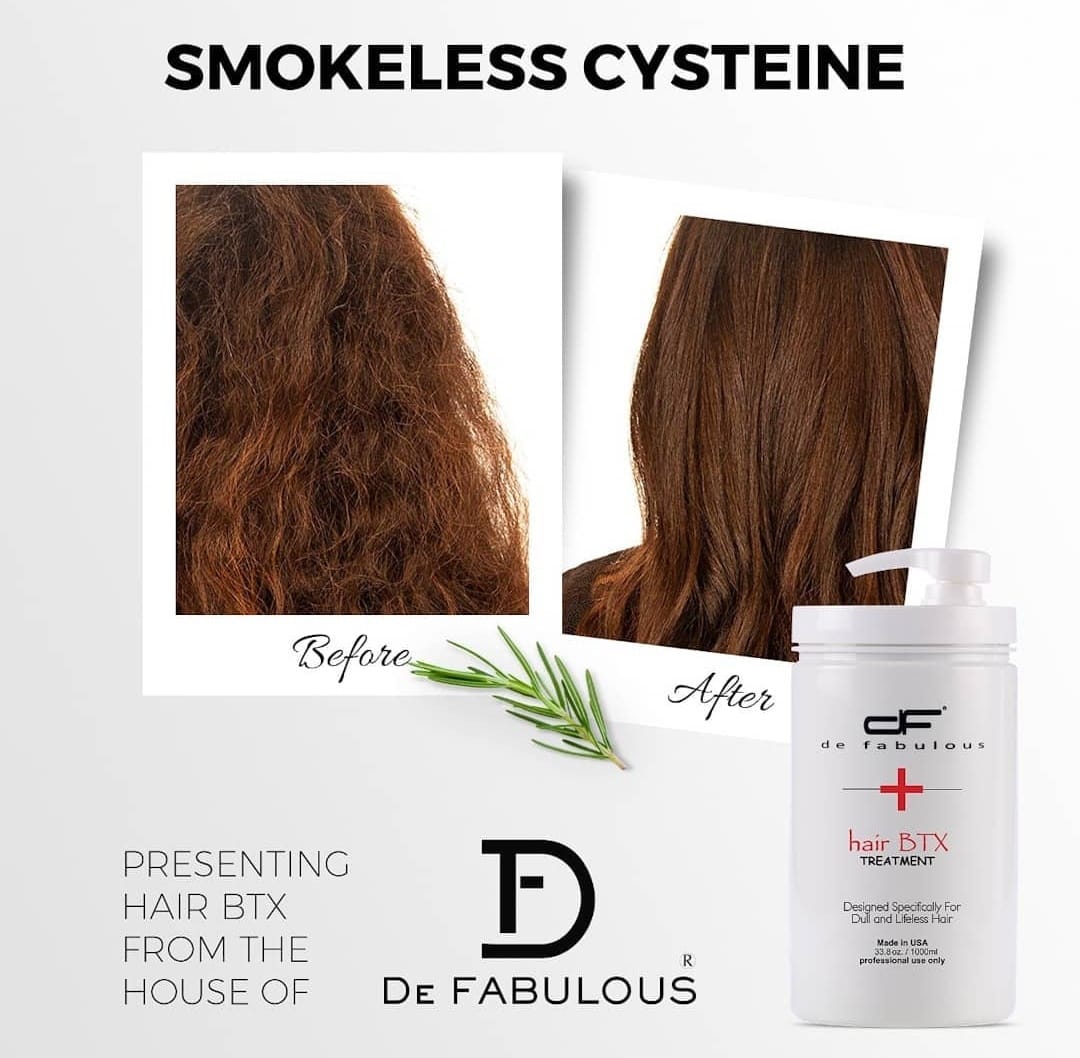 SMOKELESS CYSTEINE
Before
After
PRESENTING
HAIR BTX
FROM THE
HOUSE OF
DF
DE FABULOUS®
dF®
de fabulous
hair BTX
TREATMENT
Designed Specifically For
Dull and Lifeless Hair
Made in USA
33.8oz. / 1000ml
professional use only